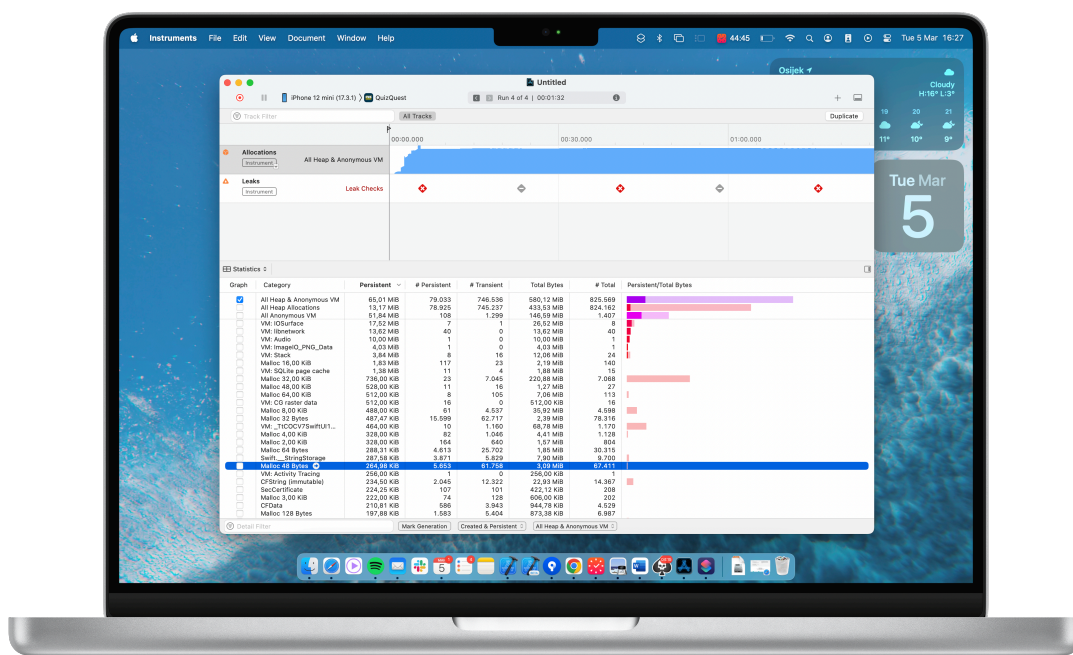 Instruments File Edit View Document Window Help 44:45 Tue 5 Mar 16:27
Osijek
Cloudy
H:16° L:3°
19 20 21
11° 10° 9°
Tue Mar
5
Untitled
iPhone 12 mini (17.3.1) QuizQuest Run 4 of 4 | 00:01:32
Track Filter All Tracks Duplicate
00:00.000 00:30.000 01:00.000
Allocations
Instrument
All Heap & Anonymous VM
Leaks
Instrument
Leak Checks
Statistics
Graph Category Persistent # Persistent # Transient Total Bytes # Total Persistent/Total Bytes
All Heap & Anonymous VM 65,01 MiB 79.033 746.536 580,12 MiB 825.569
All Heap Allocations 13,17 MiB 78.925 745.237 433,53 MiB 824.162
All Anonymous VM 51,84 MiB 108 1.299 146,59 MiB 1.407
VM: IOSurface 17,52 MiB 7 1 26,52 MiB 8
VM: libnetwork 13,62 MiB 40 0 13,62 MiB 40
VM: Audio 10,00 MiB 1 0 10,00 MiB 1
VM: ImageIO_PNG_Data 4,03 MiB 1 0 4,03 MiB 1
VM: Stack 3,84 MiB 8 16 12,06 MiB 24
Malloc 16,00 KiB 1,83 MiB 117 23 2,19 MiB 140
VM: SQLite page cache 1,38 MiB 11 4 1,88 MiB 15
Malloc 32,00 KiB 736,00 KiB 23 7.045 220,88 MiB 7.068
Malloc 48,00 KiB 528,00 KiB 11 16 1,27 MiB 27
Malloc 64,00 KiB 512,00 KiB 8 105 7,06 MiB 113
VM: CG raster data 512,00 KiB 16 0 512,00 KiB 16
Malloc 8,00 KiB 488,00 KiB 61 4.537 35,92 MiB 4.598
Malloc 32 Bytes 487,47 KiB 15.599 62.717 2,39 MiB 78.316
VM: _TtCOCV7SwiftUI1... 464,00 KiB 10 1.160 68,78 MiB 1.170
Malloc 4,00 KiB 328,00 KiB 82 1.046 4,41 MiB 1.128
Malloc 2,00 KiB 328,00 KiB 164 640 1,57 MiB 804
Malloc 64 Bytes 288,31 KiB 4.613 25.702 1,85 MiB 30.315
Swift.__StringStorage 287,58 KiB 3.871 5.829 7,90 MiB 9.700
Malloc 48 Bytes 264,98 KiB 5.653 61.758 3,09 MiB 67.411
VM: Activity Tracing 256,00 KiB 1 0 256,00 KiB 1
CFString (immutable) 234,50 KiB 2.045 12.322 22,93 MiB 14.367
SecCertificate 224,25 KiB 107 101 422,12 KiB 208
Malloc 3,00 KiB 222,00 KiB 74 128 606,00 KiB 202
CFData 210,81 KiB 586 3.943 944,78 KiB 4.529
Malloc 128 Bytes 197,88 KiB 1.583 5.404 873,38 KiB 6.987
Detail Filter Mark Generation Created & Persistent All Heap & Anonymous VM
5